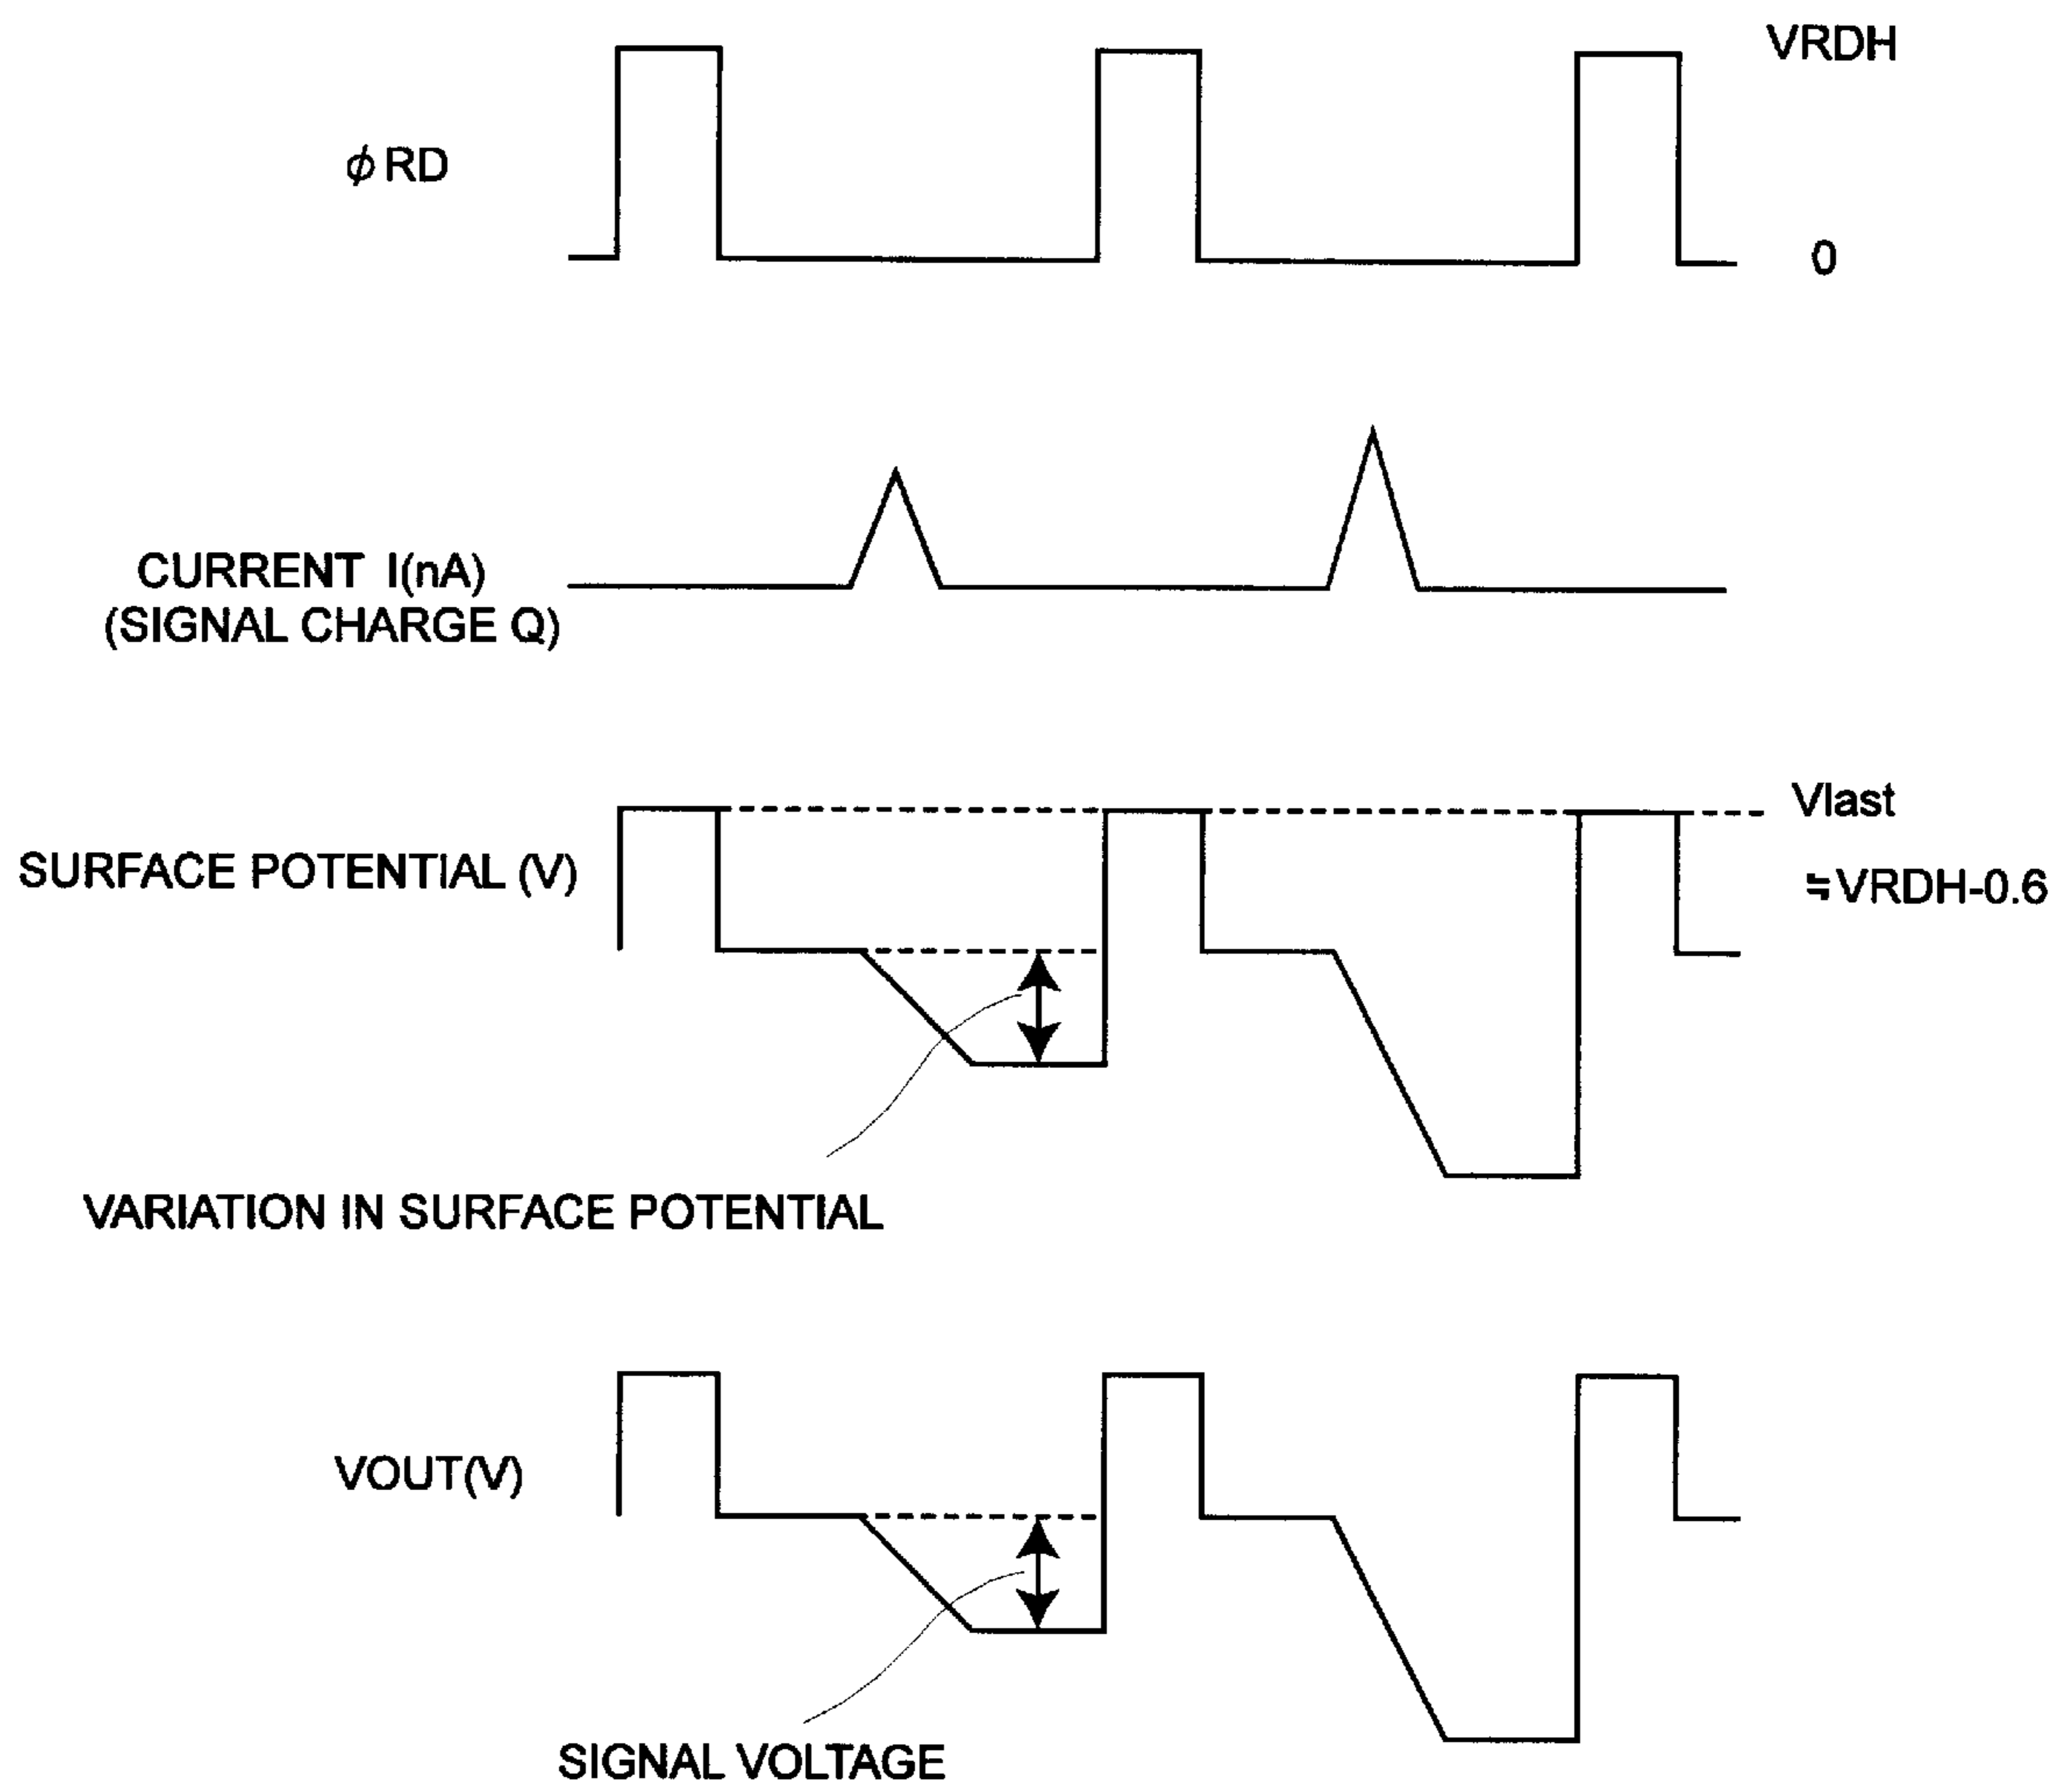 VRDH
ϕRD
0
CURRENT I(nA)
(SIGNAL CHARGE Q)
Vlast
SURFACE POTENTIAL (V)
≒VRDH-0.6
VARIATION IN SURFACE POTENTIAL
VOUT(V)
SIGNAL VOLTAGE